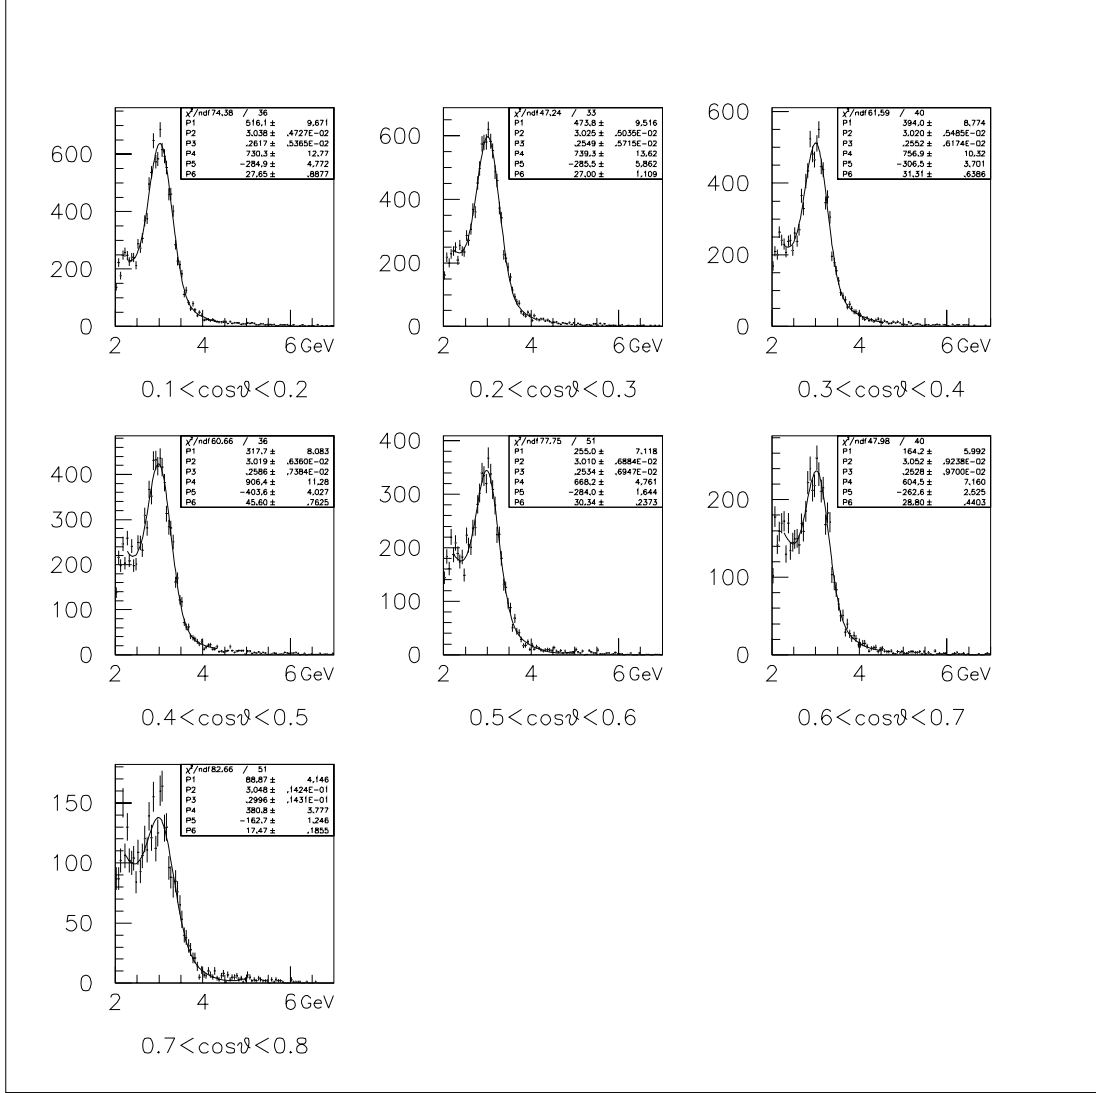 χ²/ndf 74.38 / 36
P1 516.1 ± 9.671
P2 3.038 ± .4727E-02
P3 .2617 ± .5365E-02
P4 730.3 ± 12.77
P5 -284.9 ± 4.772
P6 27.65 ± .8877
600
400
200
0
2 4 6 GeV
0.1<cosϑ<0.2
χ²/ndf 47.24 / 33
P1 473.8 ± 9.516
P2 3.025 ± .5035E-02
P3 .2549 ± .5715E-02
P4 739.3 ± 13.62
P5 -285.5 ± 5.862
P6 27.00 ± 1.109
600
400
200
0
2 4 6 GeV
0.2<cosϑ<0.3
χ²/ndf 61.59 / 40
P1 394.0 ± 8.774
P2 3.020 ± .5485E-02
P3 .2552 ± .6174E-02
P4 756.9 ± 10.32
P5 -306.5 ± 3.701
P6 31.31 ± .6386
600
400
200
0
2 4 6 GeV
0.3<cosϑ<0.4
χ²/ndf 60.66 / 36
P1 317.7 ± 8.083
P2 3.019 ± .6360E-02
P3 .2586 ± .7384E-02
P4 906.4 ± 11.28
P5 -403.6 ± 4.027
P6 45.60 ± .7625
400
300
200
100
0
2 4 6 GeV
0.4<cosϑ<0.5
χ²/ndf 77.75 / 51
P1 255.0 ± 7.118
P2 3.010 ± .6884E-02
P3 .2534 ± .6947E-02
P4 668.2 ± 4.761
P5 -284.0 ± 1.644
P6 30.34 ± .2373
400
300
200
100
0
2 4 6 GeV
0.5<cosϑ<0.6
χ²/ndf 47.98 / 40
P1 164.2 ± 5.992
P2 3.052 ± .9238E-02
P3 .2528 ± .9700E-02
P4 604.5 ± 7.160
P5 -262.6 ± 2.525
P6 28.80 ± .4403
200
100
0
2 4 6 GeV
0.6<cosϑ<0.7
χ²/ndf 82.66 / 51
P1 88.87 ± 4.146
P2 3.048 ± .1424E-01
P3 .2996 ± .1431E-01
P4 380.8 ± 3.777
P5 -162.7 ± 1.246
P6 17.47 ± .1855
150
100
50
0
2 4 6 GeV
0.7<cosϑ<0.8